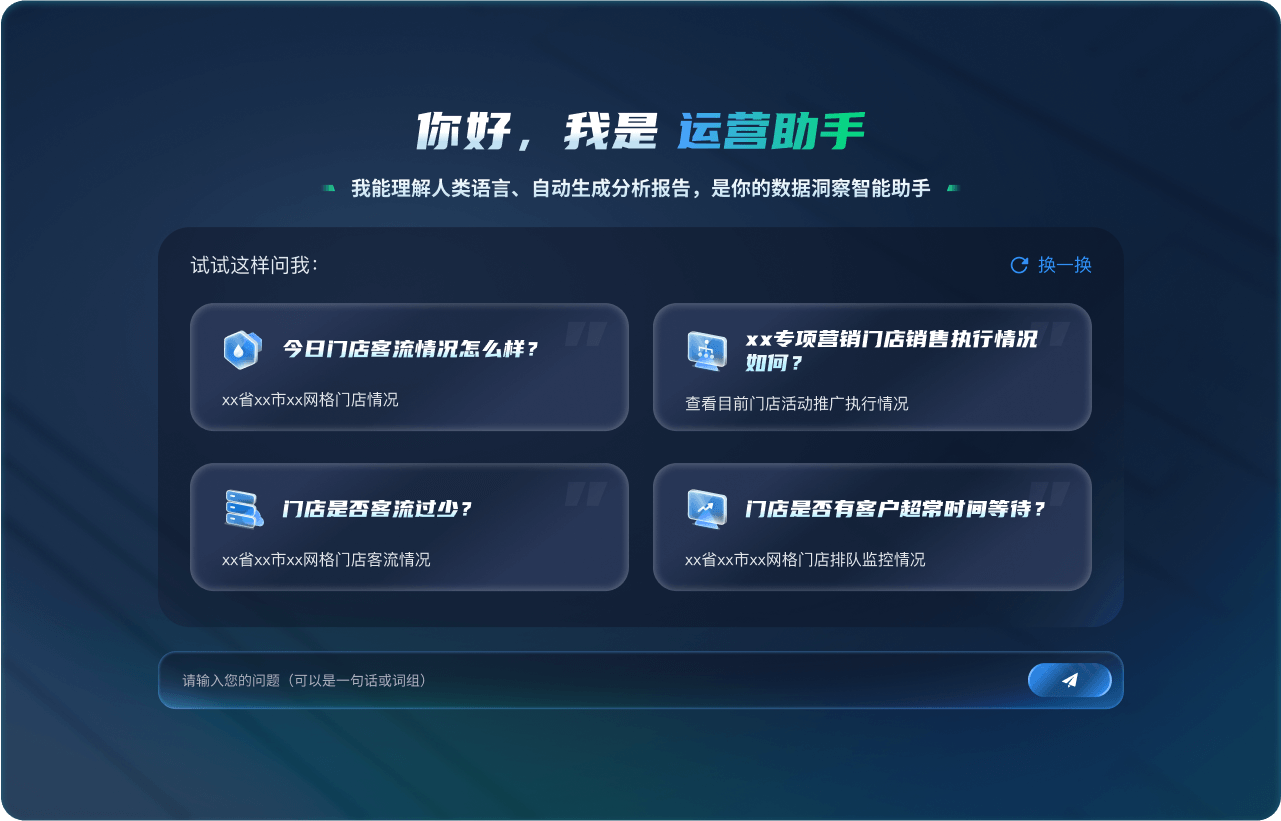 你好，我是 运营助手
我能理解人类语言、自动生成分析报告，是你的数据洞察智能助手
试试这样问我：
换一换
今日门店客流情况怎么样？
xx省xx市xx网格门店情况
xx专项营销门店销售执行情况
如何？
查看目前门店活动推广执行情况
门店是否客流过少？
xx省xx市xx网格门店客流情况
门店是否有客户超常时间等待？
xx省xx市xx网格门店排队监控情况
请输入您的问题（可以是一句话或词组）